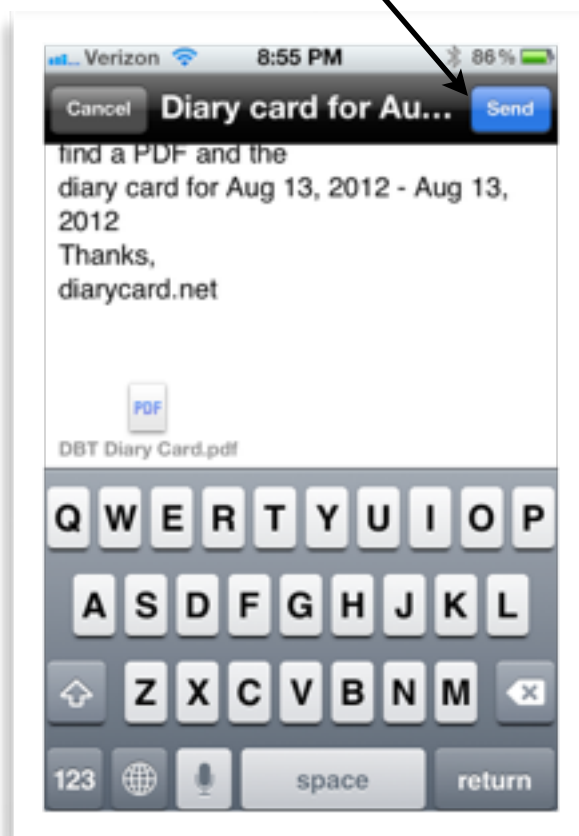 Verizon 8:55 PM 86%
Cancel Diary card for Au... Send
find a PDF and the
diary card for Aug 13, 2012 - Aug 13,
2012
Thanks,
diarycard.net
PDF
DBT Diary Card.pdf
Q W E R T Y U I O P
A S D F G H J K L
Z X C V B N M
123 space return